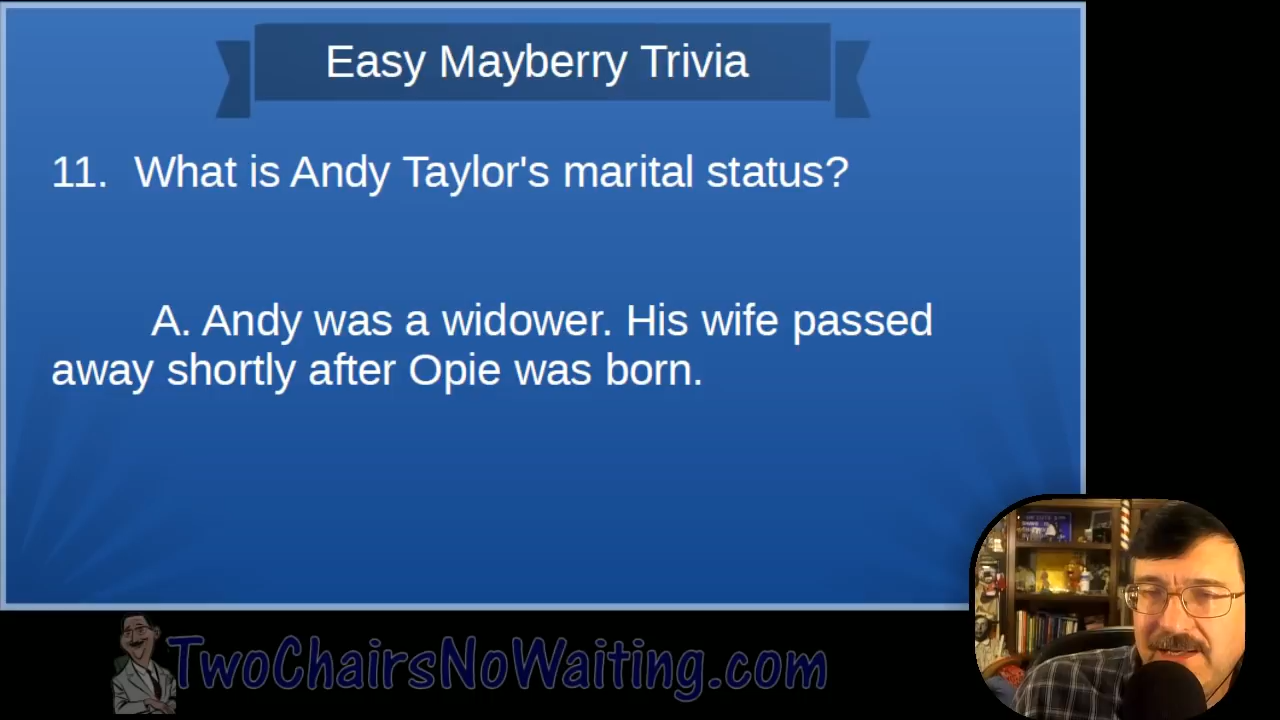 Easy Mayberry Trivia
11. What is Andy Taylor's marital status?
A. Andy was a widower. His wife passed
away shortly after Opie was born.
TwoChairsNoWaiting.com